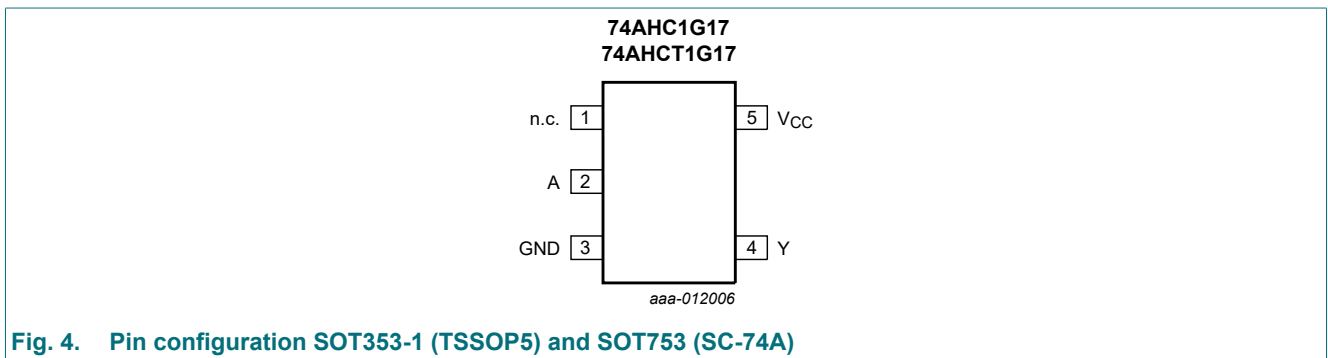 74AHC1G17
74AHCT1G17
n.c. 1
5 VCC
A 2
GND 3
4 Y
aaa-012006
Fig. 4. Pin configuration SOT353-1 (TSSOP5) and SOT753 (SC-74A)